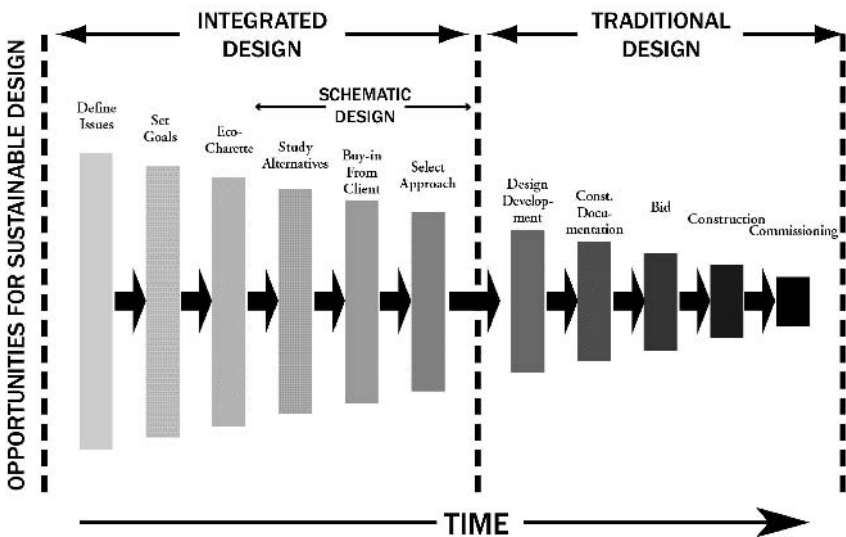 OPPORTUNITIES FOR SUSTAINABLE DESIGN
INTEGRATED
DESIGN
TRADITIONAL
DESIGN
SCHEMATIC
DESIGN
Define
Issues
Set
Goals
Eco-
Charette
Study
Alternatives
Buy-in
From
Client
Select
Approach
Design
Develop-
ment
Const.
Docu-
mentation
Bid
Construction
Commissioning
TIME